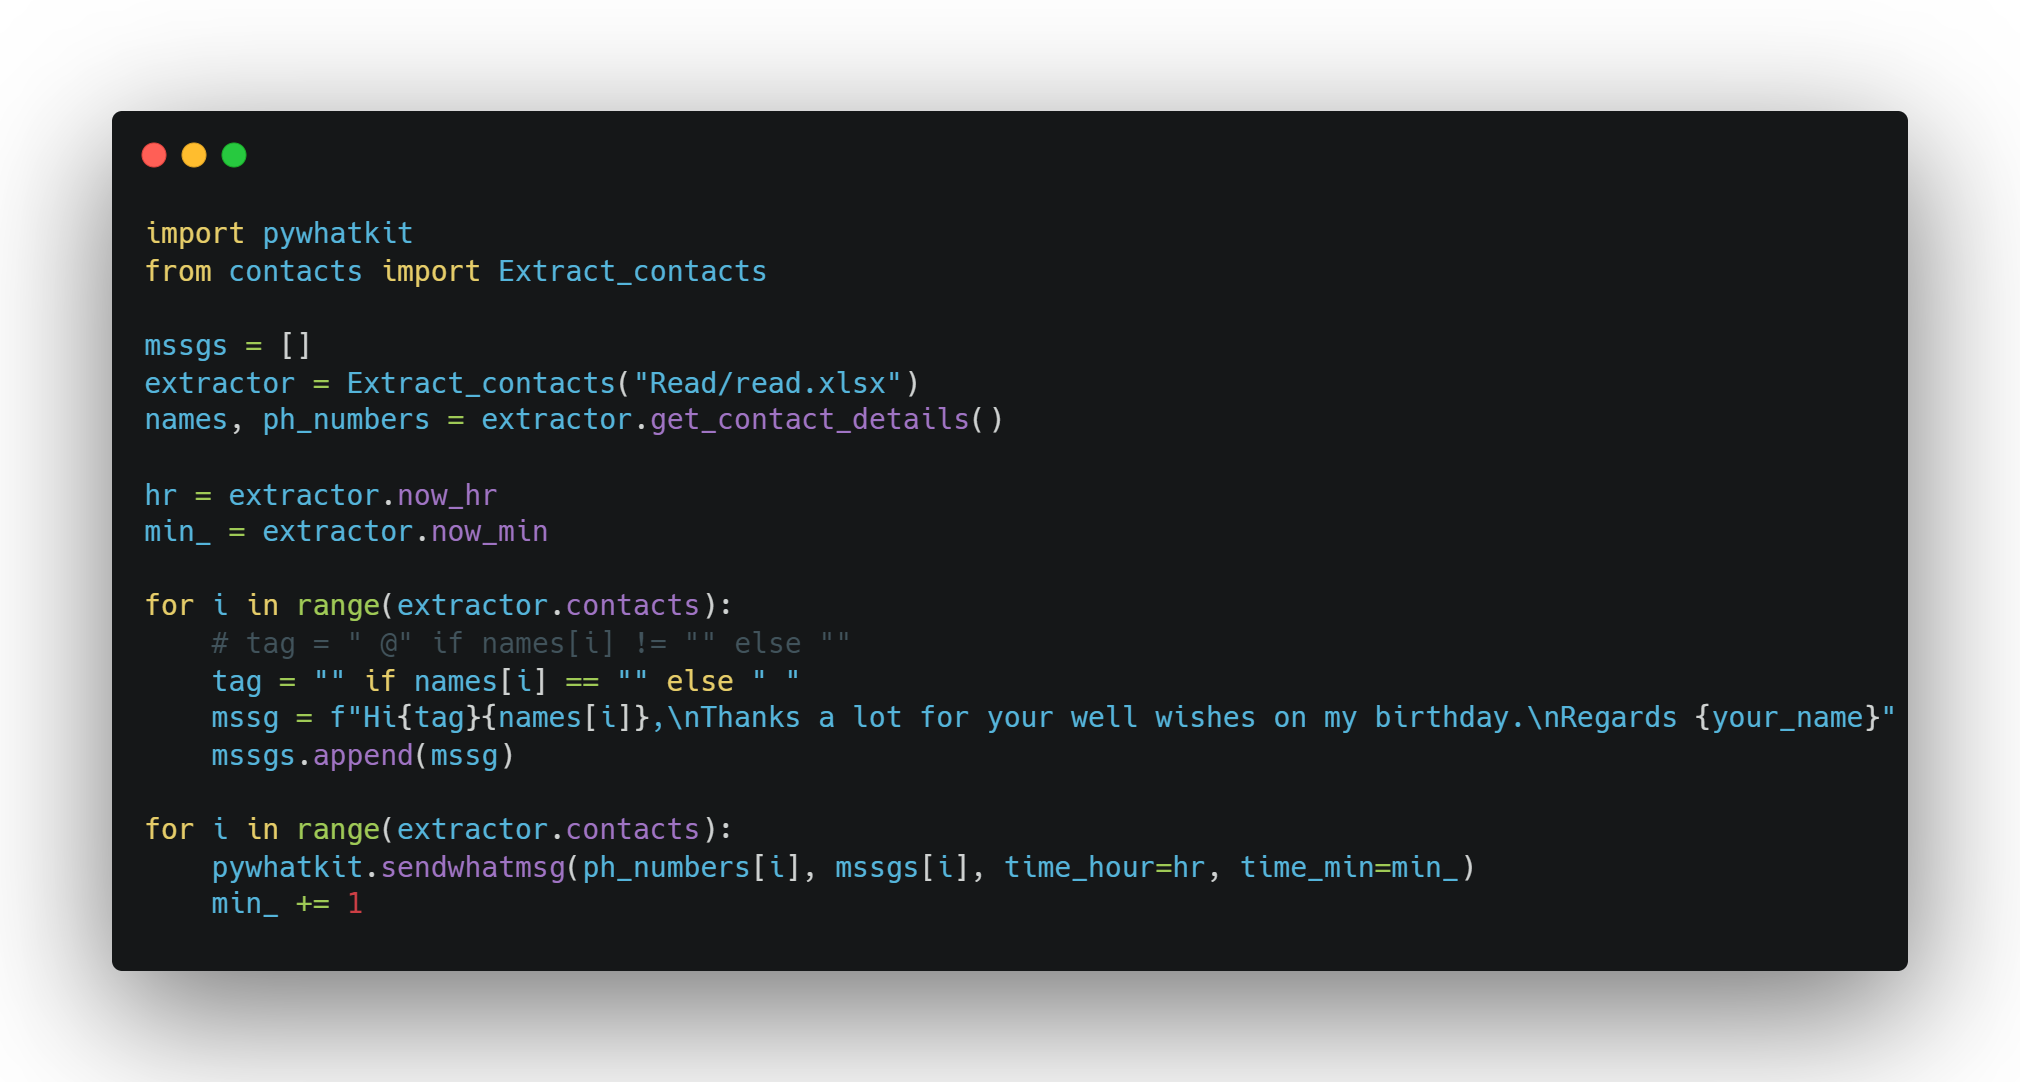 import pywhatkit
from contacts import Extract_contacts
mssgs = []
extractor = Extract_contacts("Read/read.xlsx")
names, ph_numbers = extractor.get_contact_details()
hr = extractor.now_hr
min_ = extractor.now_min
for i in range(extractor.contacts):
    # tag = " @" if names[i] != "" else ""
    tag = "" if names[i] == "" else " "
    mssg = f"Hi{tag}{names[i]},\nThanks a lot for your well wishes on my birthday.\nRegards {your_name}"
    mssgs.append(mssg)
for i in range(extractor.contacts):
    pywhatkit.sendwhatmsg(ph_numbers[i], mssgs[i], time_hour=hr, time_min=min_)
    min_ += 1